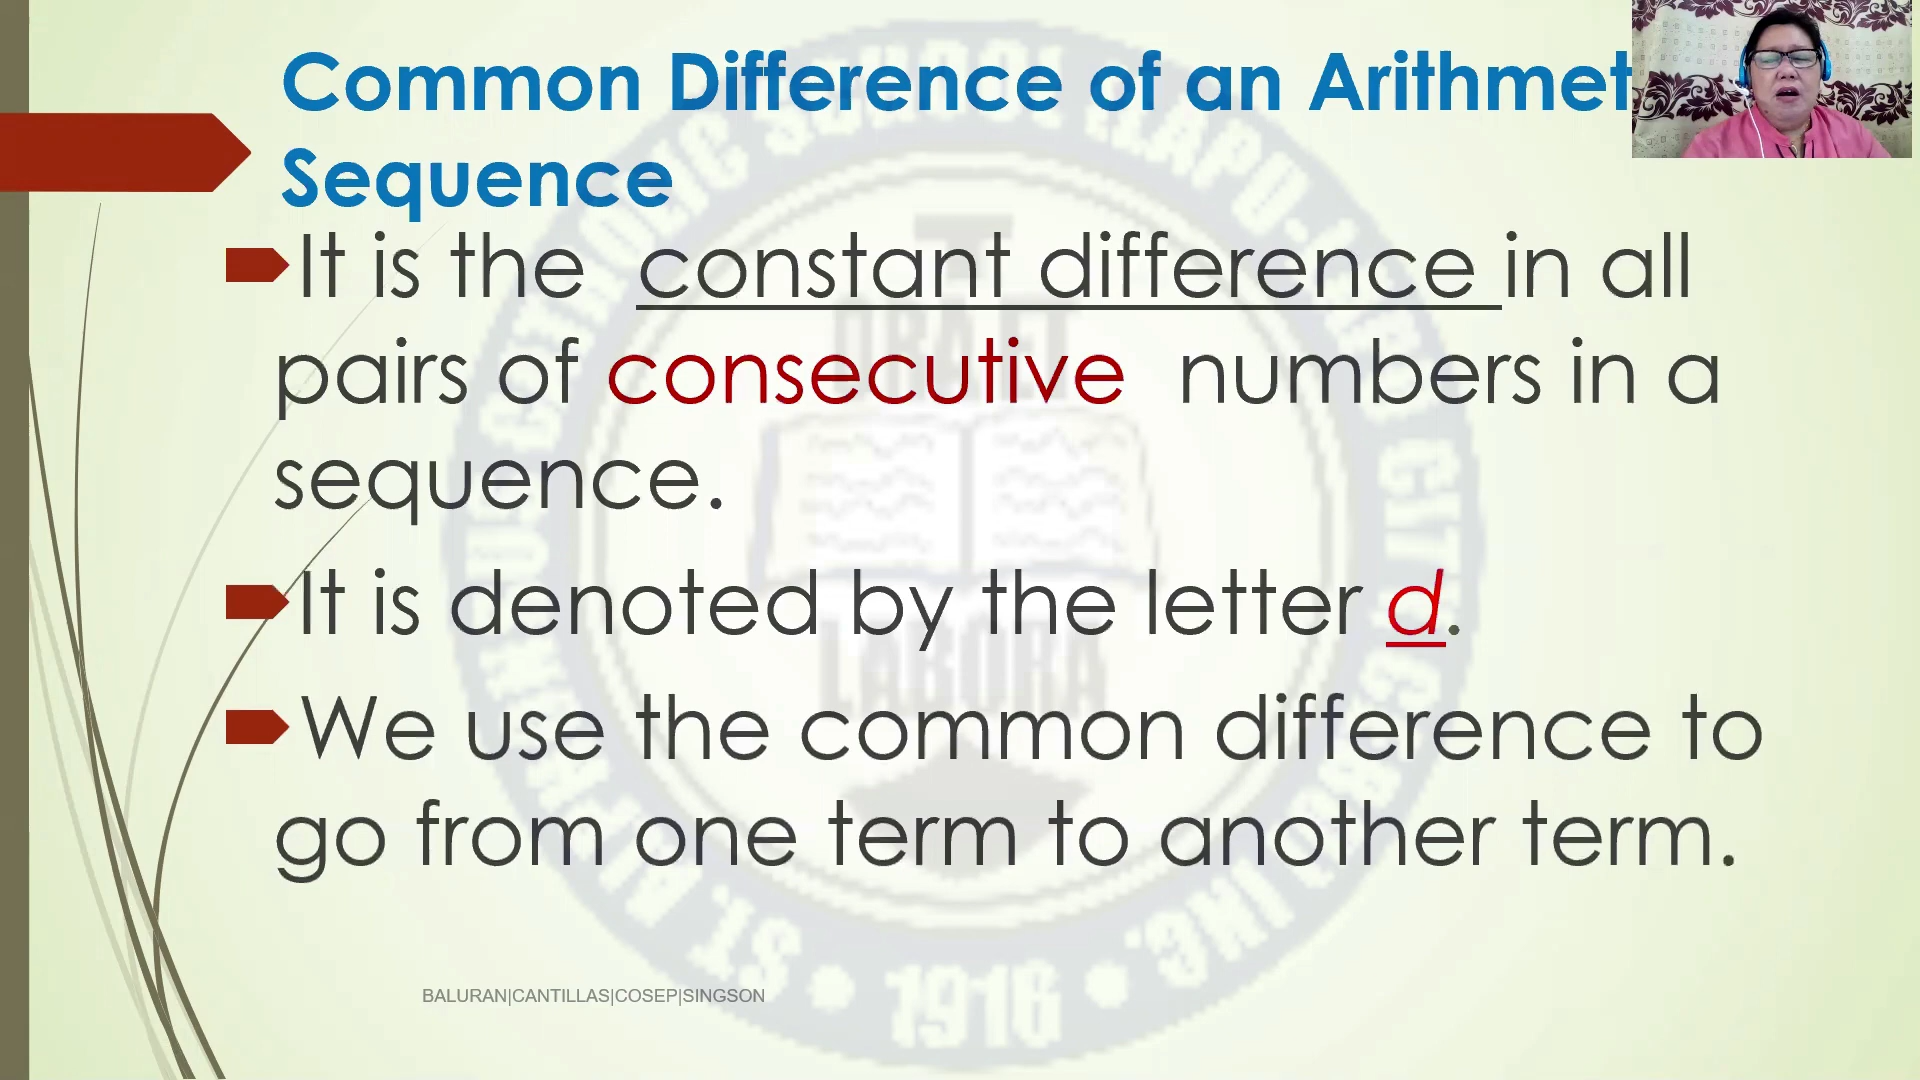 Common Difference of an Arithmet
Sequence
It is the constant difference in all
pairs of consecutive numbers in a
sequence.
It is denoted by the letter d.
We use the common difference to
go from one term to another term.
BALURAN|CANTILLAS|COSEP|SINGSON
LABORA
1916